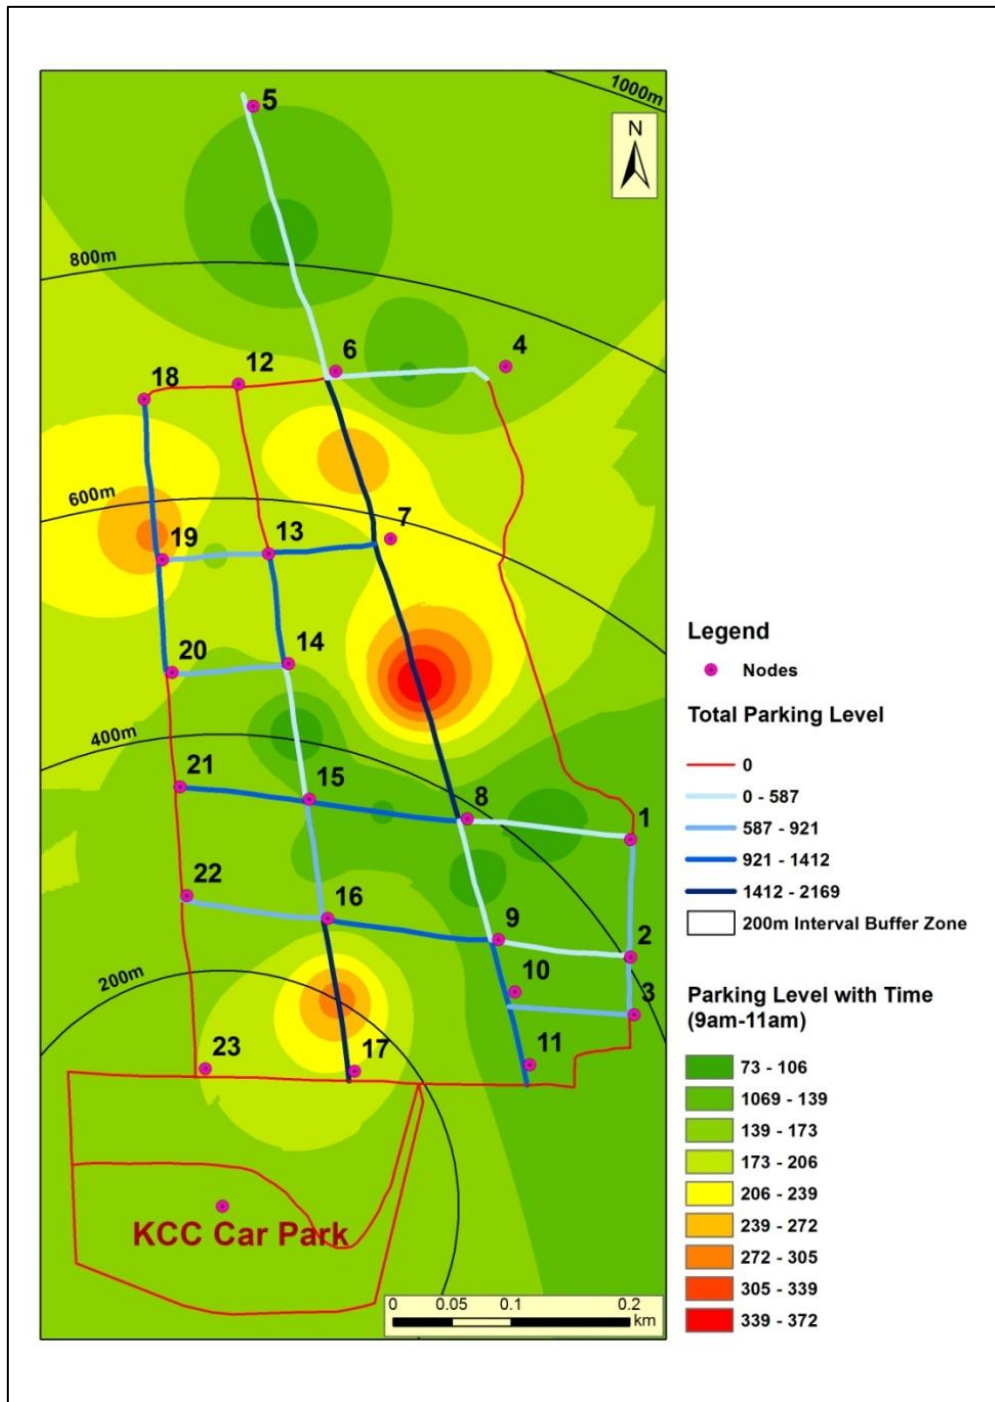 1000m
N
5
800m
6
4
12
18
600m
7
13
19
14
20
400m
21
15
8
1
22
16
9
2
200m
10
3
11
23
17
KCC Car Park
0 0.05 0.1 0.2
km
Legend
Nodes
Total Parking Level
0
0 - 587
587 - 921
921 - 1412
1412 - 2169
200m Interval Buffer Zone
Parking Level with Time
(9am-11am)
73 - 106
1069 - 139
139 - 173
173 - 206
206 - 239
239 - 272
272 - 305
305 - 339
339 - 372